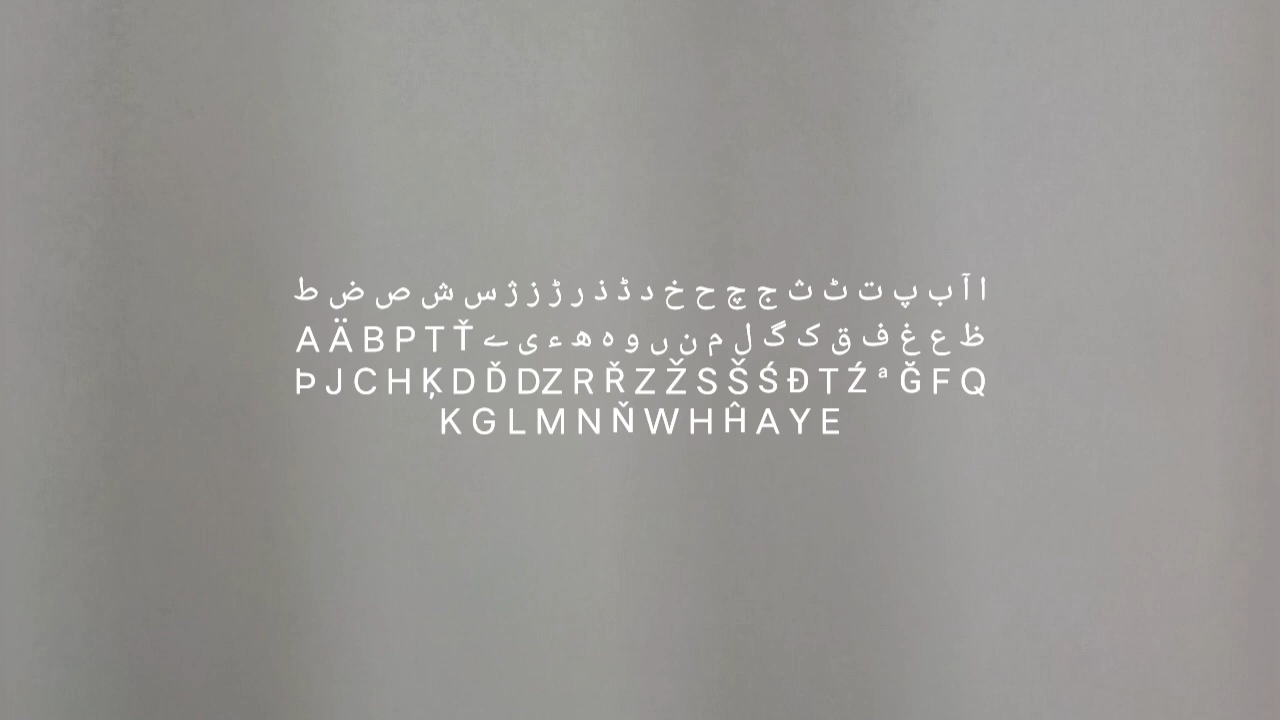 ا آ ب پ ت ٹ ث ج چ ح خ د ڈ ذ ر ڑ ز ژ س ش ص ض ط
ظ ع غ ف ق ک گ ل م ن ں و ہ ھ ء ی ے A Ä B P T Ť
Þ J C H Ķ D Ď DZ R Ř Z Ž S Š Ś Đ T Ź ª Ğ F Q
K G L M N Ň W H Ĥ A Y E